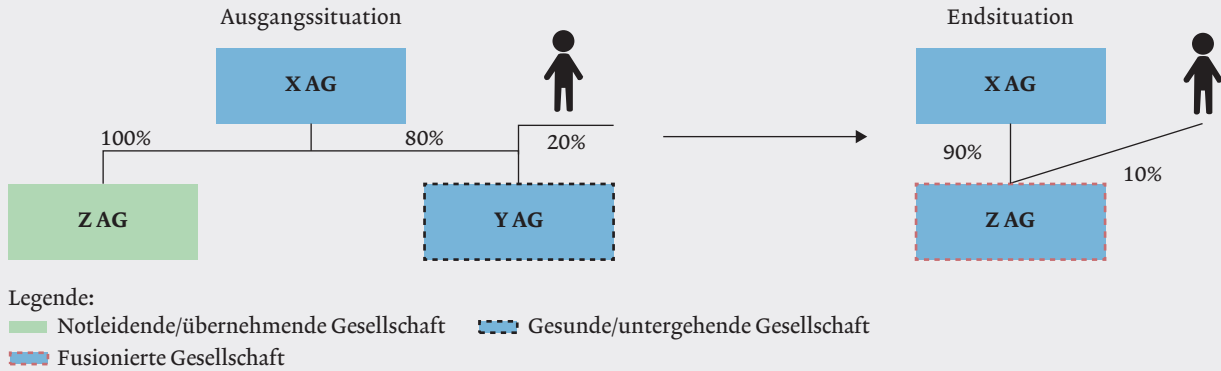 Ausgangssituation
Endsituation
X AG
X AG
100%
80%
20%
90%
10%
Z AG
Y AG
Z AG
Legende:
Notleidende/übernehmende Gesellschaft
Gesunde/untergehende Gesellschaft
Fusionierte Gesellschaft